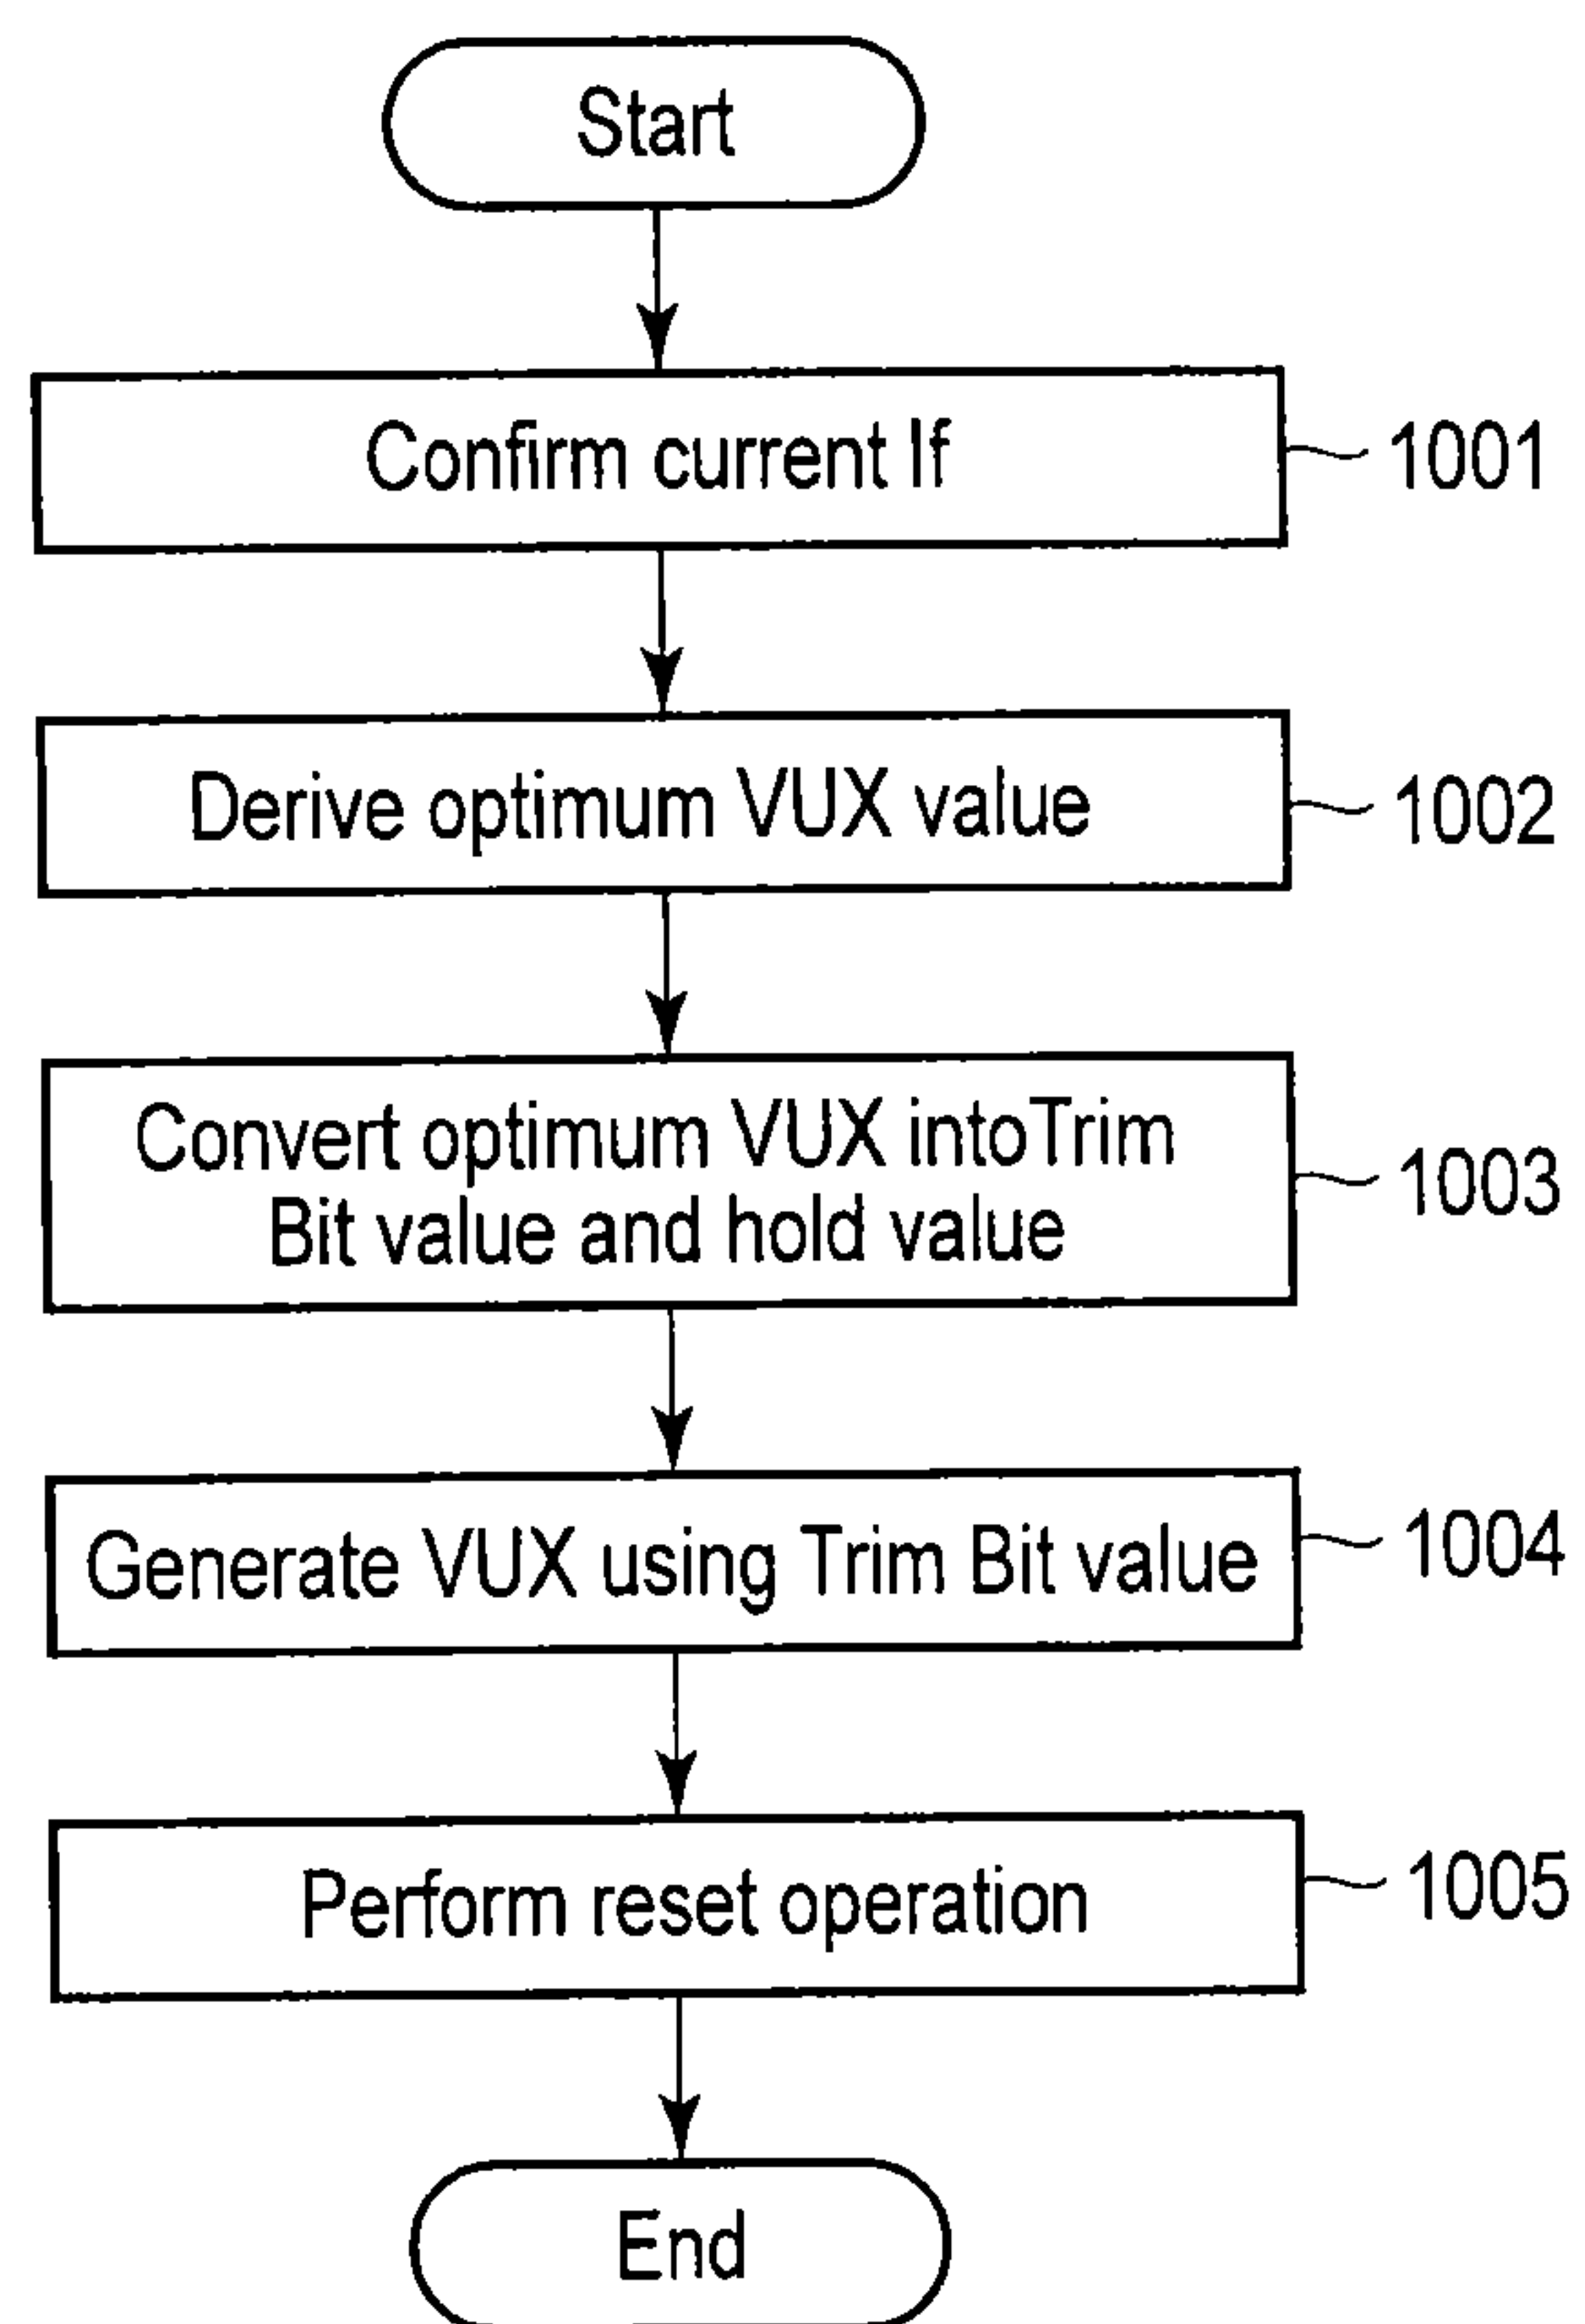 Start
Confirm current If
1001
Derive optimum VUX value
1002
Convert optimum VUX intoTrim
Bit value and hold value
1003
Generate VUX using Trim Bit value
1004
Perform reset operation
1005
End